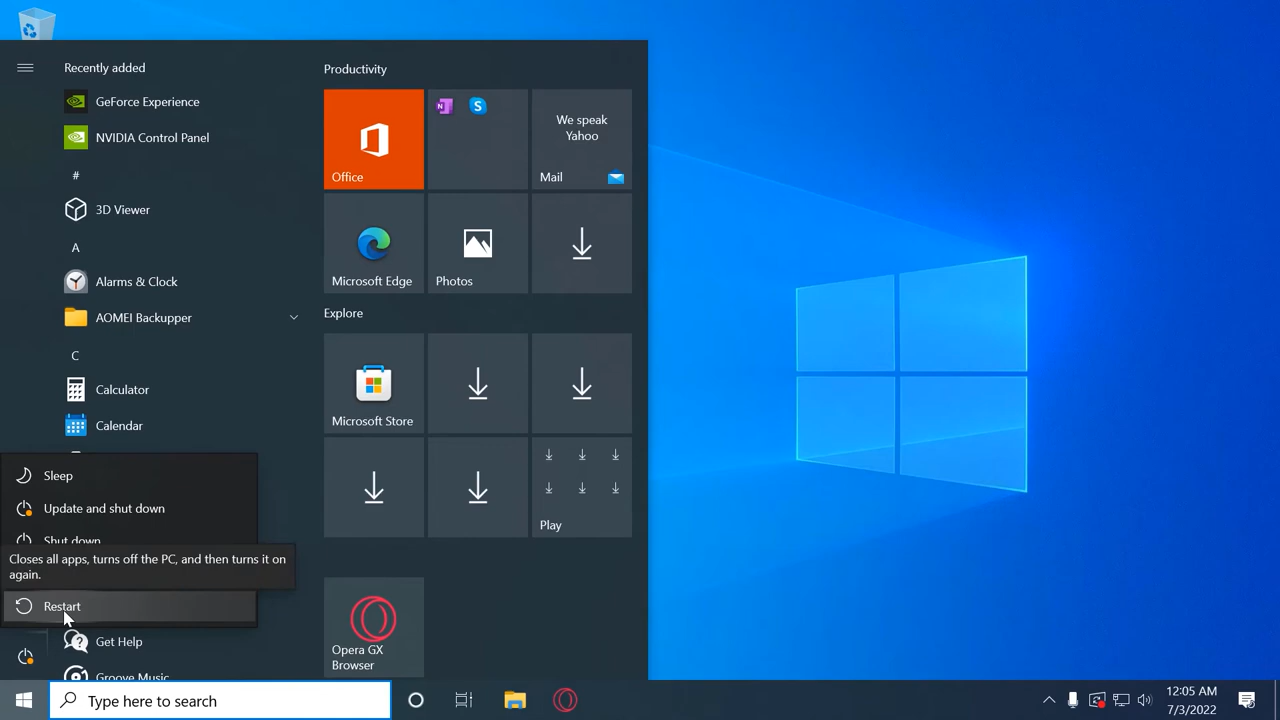 Recently added
GeForce Experience
NVIDIA Control Panel
#
3D Viewer
A
Alarms & Clock
AOMEI Backupper
C
Calculator
Calendar
Sleep
Update and shut down
Shut down
Closes all apps, turns off the PC, and then turns it on
again.
Restart
Get Help
Groove Music
Productivity
Office
N
S
We speak
Yahoo
Mail
Microsoft Edge
Photos
Explore
Microsoft Store
Play
Opera GX
Browser
Type here to search
12:05 AM
7/3/2022